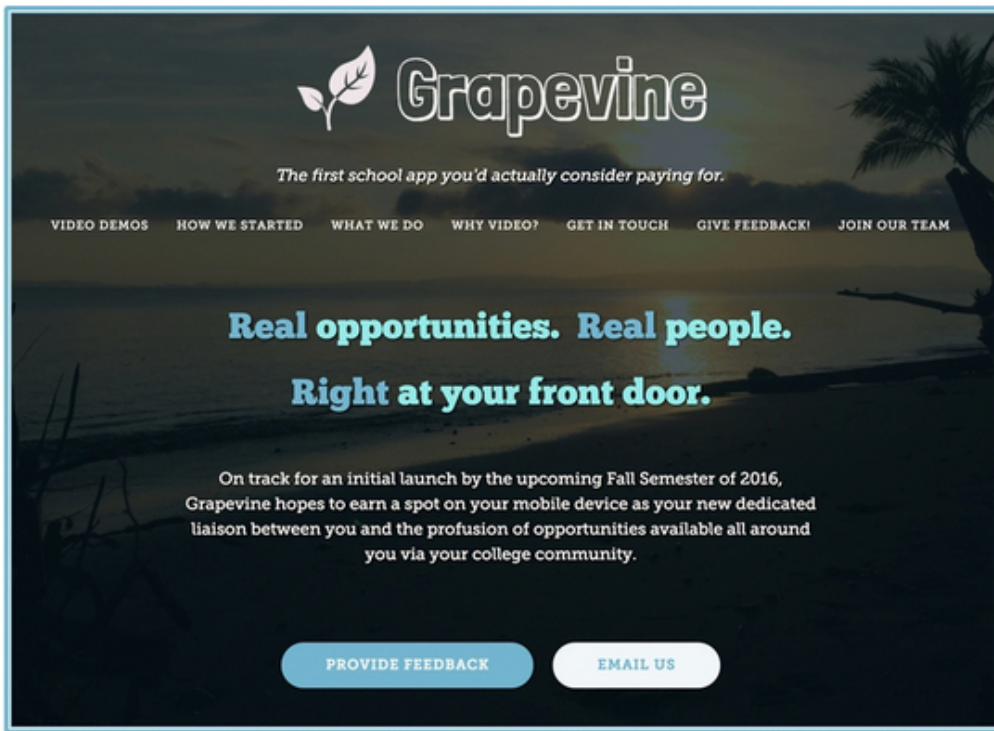 Grapevine
The first school app you'd actually consider paying for.
VIDEO DEMOS HOW WE STARTED WHAT WE DO WHY VIDEO? GET IN TOUCH GIVE FEEDBACK! JOIN OUR TEAM
Real opportunities. Real people.
Right at your front door.
On track for an initial launch by the upcoming Fall Semester of 2016,
Grapevine hopes to earn a spot on your mobile device as your new dedicated
liaison between you and the profusion of opportunities available all around
you via your college community.
PROVIDE FEEDBACK EMAIL US